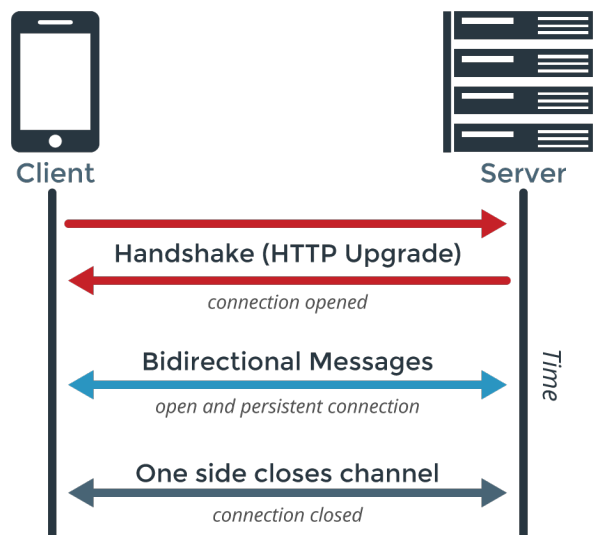 Client
Server
Handshake (HTTP Upgrade)
connection opened
Bidirectional Messages
open and persistent connection
Time
One side closes channel
connection closed